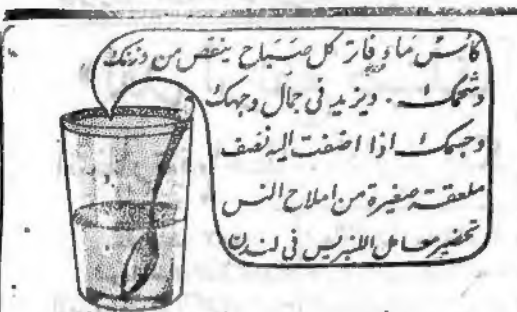 كأس ماء فاتر كل صباح ينقص من وزنك
وشحمك . ويزيد في جمال وجهك
وجسمك اذا اضفت اليه نصف
ملعقة صغيرة من املاح النس
تحضير معامل اللنبريس في لندن